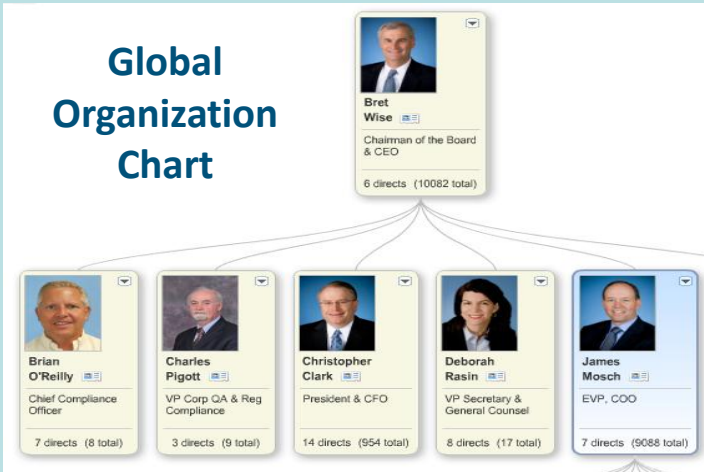 Global
Organization
Chart
Bret
Wise
Chairman of the Board
& CEO
6 directs (10082 total)
Brian
O'Reilly
Chief Compliance
Officer
7 directs (8 total)
Charles
Pigott
VP Corp QA & Reg
Compliance
3 directs (9 total)
Christopher
Clark
President & CFO
14 directs (954 total)
Deborah
Rasin
VP Secretary &
General Counsel
8 directs (17 total)
James
Mosch
EVP, COO
7 directs (9088 total)